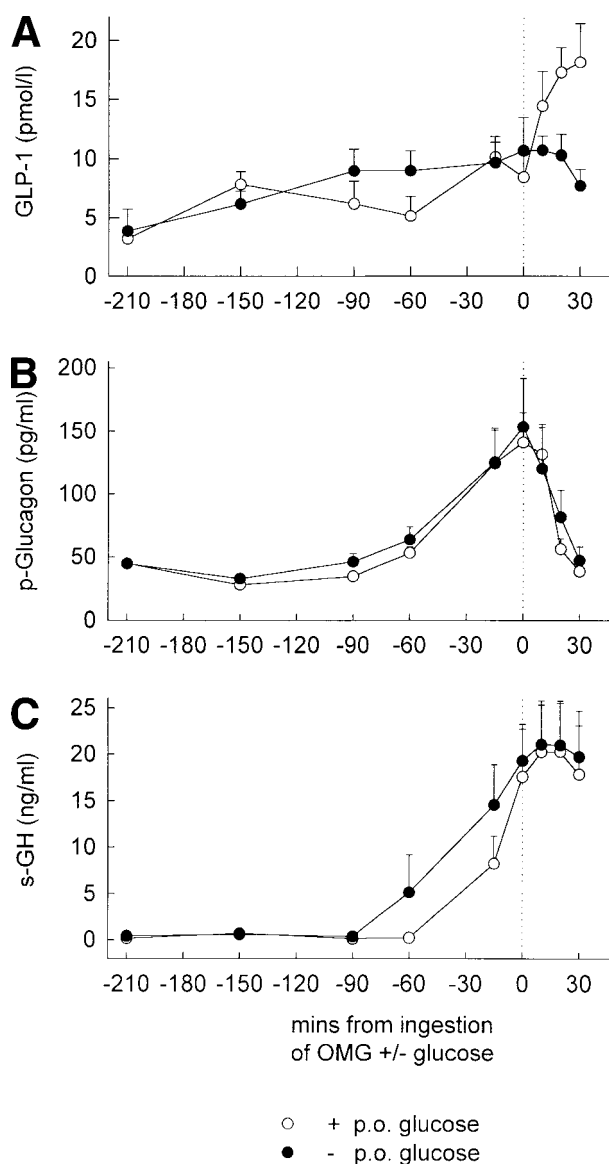 A
GLP-1 (pmol/l)
20
15
10
5
0
-210 -180 -150 -120 -90 -60 -30 0 30
B
p-Glucagon (pg/ml)
200
150
100
50
0
-210 -180 -150 -120 -90 -60 -30 0 30
C
s-GH (ng/ml)
25
20
15
10
5
0
-210 -180 -150 -120 -90 -60 -30 0 30
mins from ingestion
of OMG +/- glucose
+ p.o. glucose
- p.o. glucose